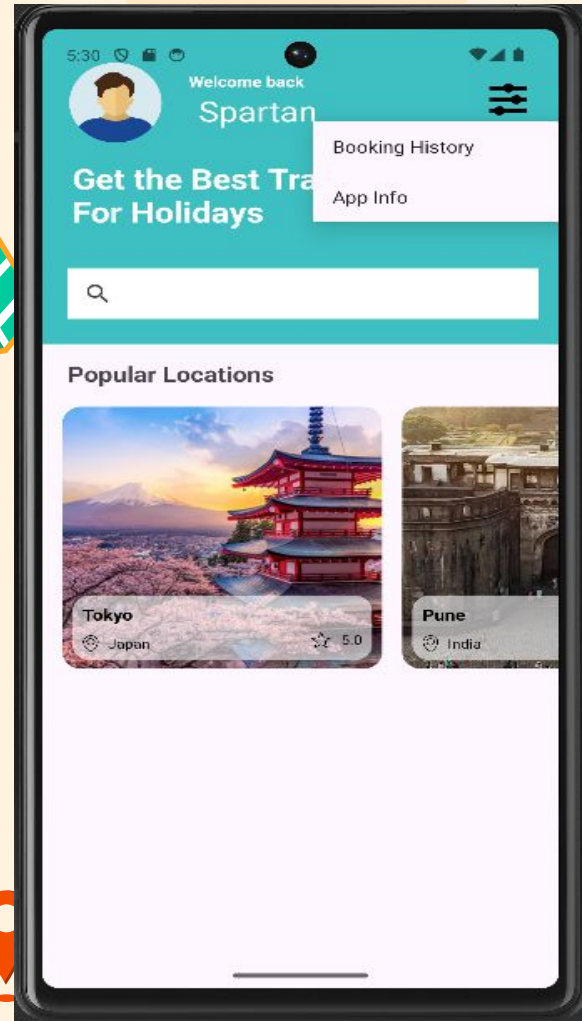 5:30
Welcome back
Spartan
Booking History
App Info
Get the Best Tra
For Holidays
Popular Locations
Tokyo
Japan
5.0
Pune
India